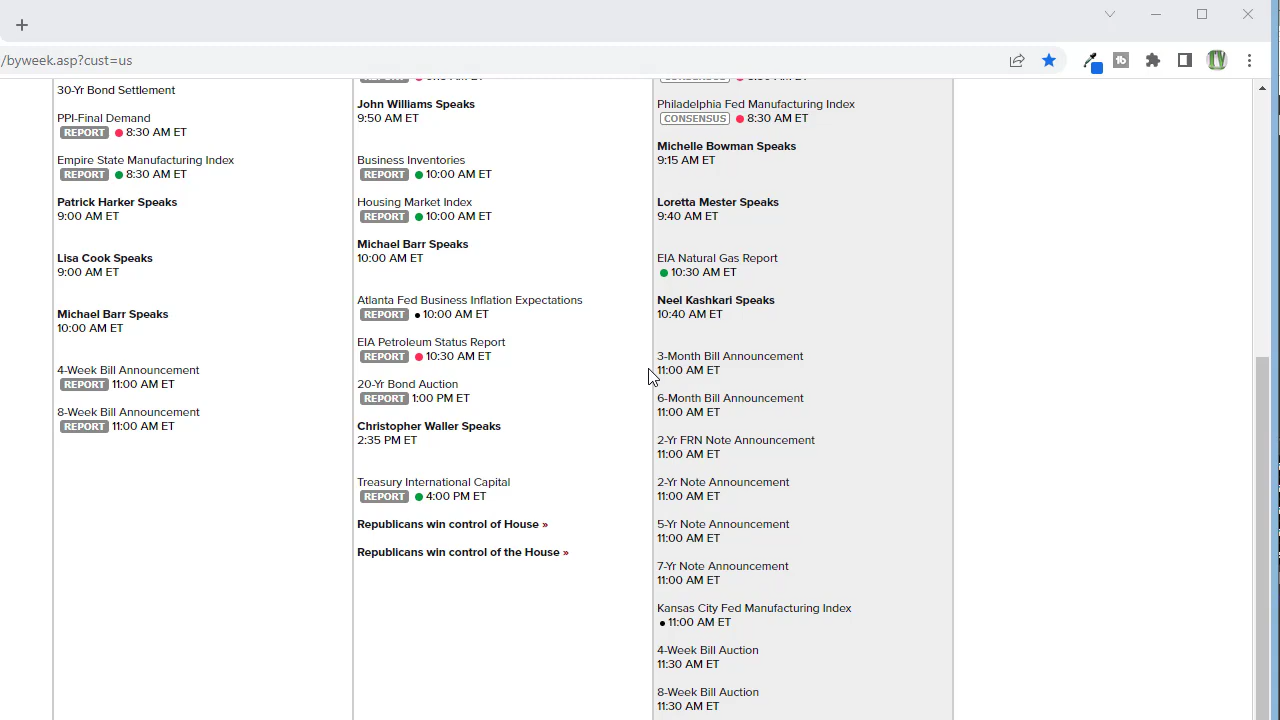 /byweek.asp?cust=us
30-Yr Bond Settlement
PPI-Final Demand
REPORT 8:30 AM ET
Empire State Manufacturing Index
REPORT 8:30 AM ET
Patrick Harker Speaks
9:00 AM ET
Lisa Cook Speaks
9:00 AM ET
Michael Barr Speaks
10:00 AM ET
4-Week Bill Announcement
REPORT 11:00 AM ET
8-Week Bill Announcement
REPORT 11:00 AM ET
John Williams Speaks
9:50 AM ET
Business Inventories
REPORT 10:00 AM ET
Housing Market Index
REPORT 10:00 AM ET
Michael Barr Speaks
10:00 AM ET
Atlanta Fed Business Inflation Expectations
REPORT 10:00 AM ET
EIA Petroleum Status Report
REPORT 10:30 AM ET
20-Yr Bond Auction
REPORT 1:00 PM ET
Christopher Waller Speaks
2:35 PM ET
Treasury International Capital
REPORT 4:00 PM ET
Republicans win control of House »
Republicans win control of the House »
Philadelphia Fed Manufacturing Index
CONSENSUS 8:30 AM ET
Michelle Bowman Speaks
9:15 AM ET
Loretta Mester Speaks
9:40 AM ET
EIA Natural Gas Report
10:30 AM ET
Neel Kashkari Speaks
10:40 AM ET
3-Month Bill Announcement
11:00 AM ET
6-Month Bill Announcement
11:00 AM ET
2-Yr FRN Note Announcement
11:00 AM ET
2-Yr Note Announcement
11:00 AM ET
5-Yr Note Announcement
11:00 AM ET
7-Yr Note Announcement
11:00 AM ET
Kansas City Fed Manufacturing Index
11:00 AM ET
4-Week Bill Auction
11:30 AM ET
8-Week Bill Auction
11:30 AM ET